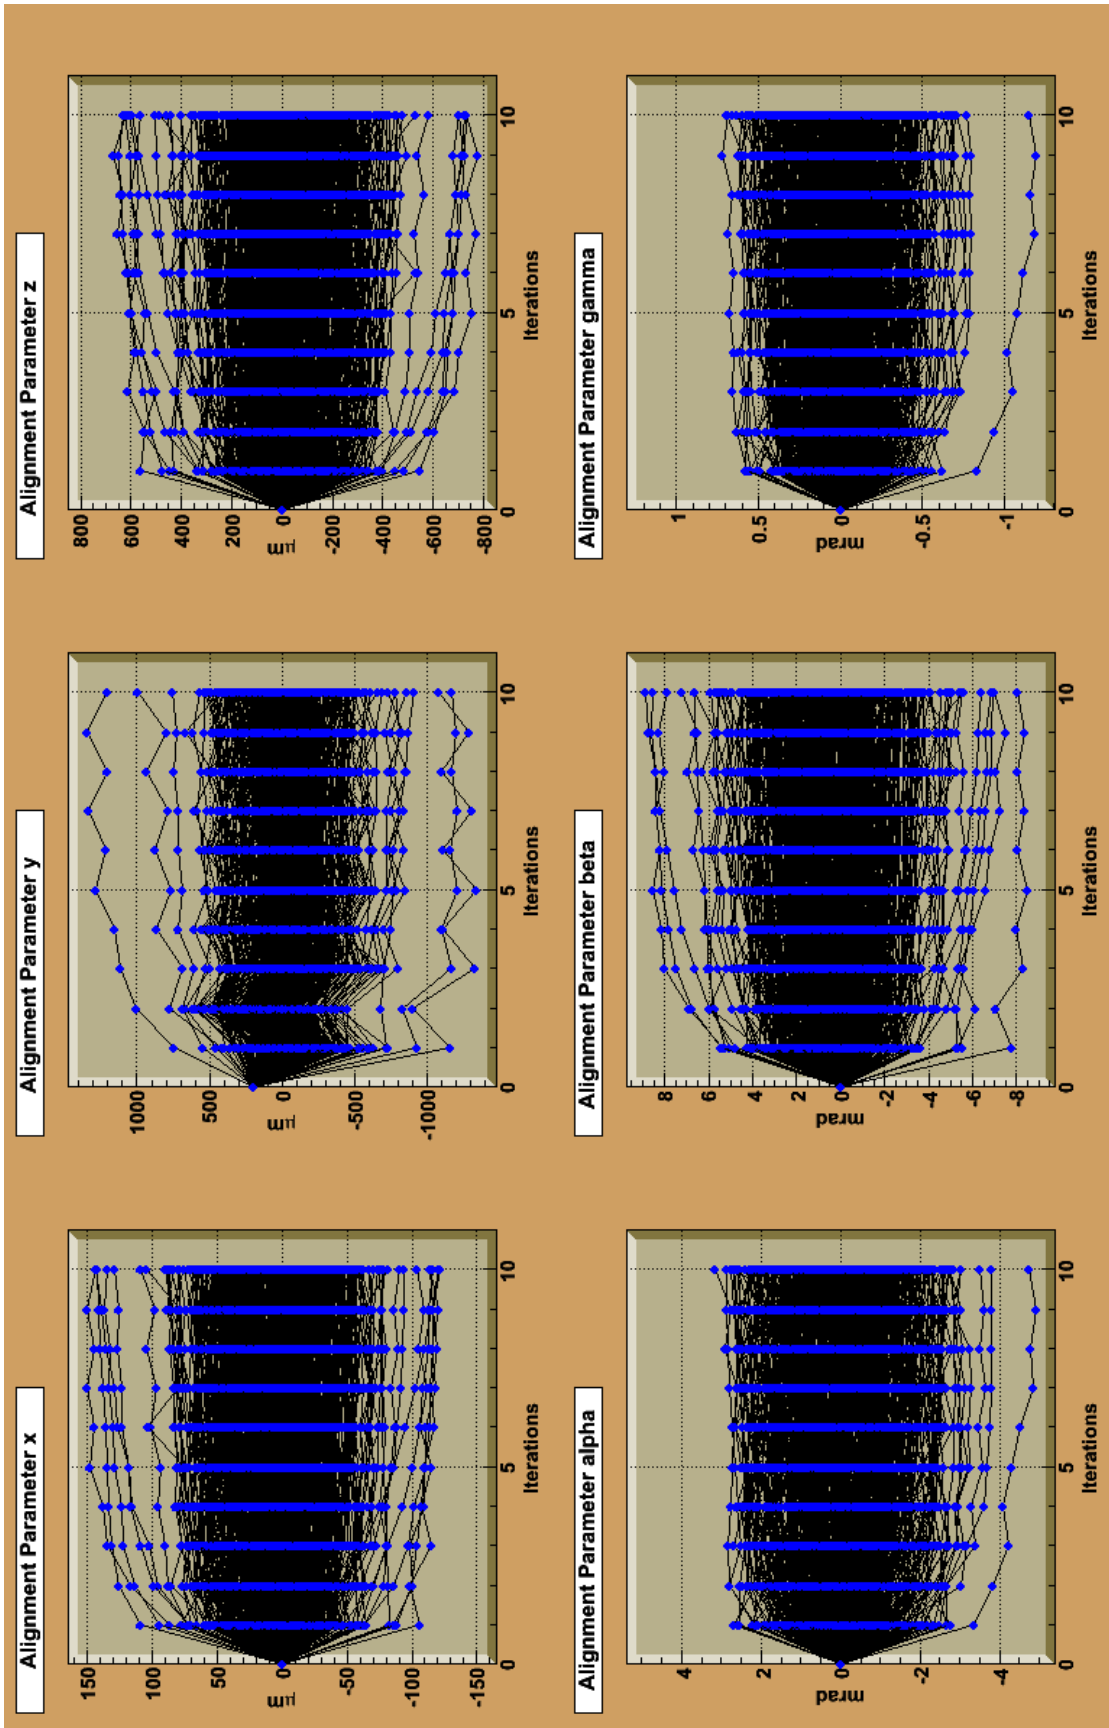 Alignment Parameter x
150
100
50
0
-50
-100
-150
μm
0 5 10
Iterations
Alignment Parameter y
1000
500
0
-500
-1000
μm
0 5 10
Iterations
Alignment Parameter z
800
600
400
200
0
-200
-400
-600
-800
μm
0 5 10
Iterations
Alignment Parameter alpha
4
2
0
-2
-4
mrad
0 5 10
Iterations
Alignment Parameter beta
8
6
4
2
0
-2
-4
-6
-8
mrad
0 5 10
Iterations
Alignment Parameter gamma
1
0.5
0
-0.5
-1
mrad
0 5 10
Iterations